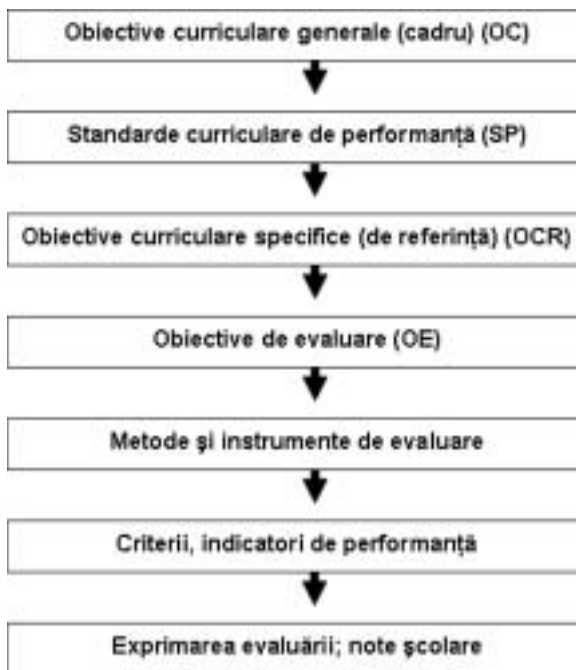 Obiective curriculare generale (cadru) (OC)
Standarde curriculare de performanță (SP)
Obiective curriculare specifice (de referință) (OCR)
Obiective de evaluare (OE)
Metode și instrumente de evaluare
Criterii, indicatori de performanță
Exprimarea evaluării; note școlare